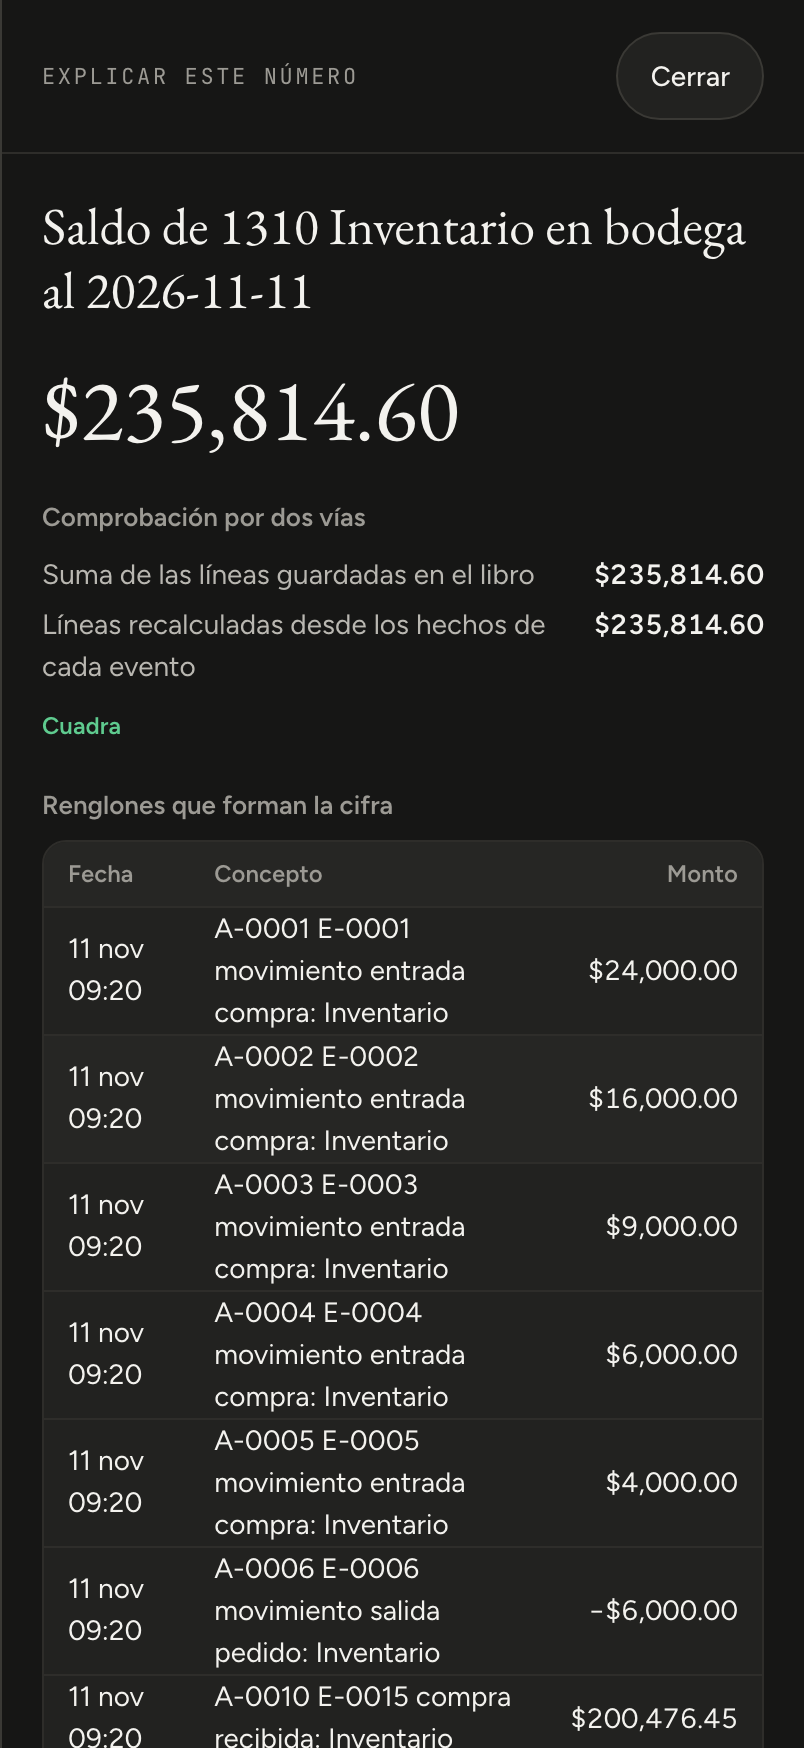 EXPLICAR ESTE NÚMERO
Cerrar
Saldo de 1310 Inventario en bodega
al 2026-11-11
$235,814.60
Comprobación por dos vías
Suma de las líneas guardadas en el libro $235,814.60
Líneas recalculadas desde los hechos de $235,814.60
cada evento
Cuadra
Renglones que forman la cifra
Fecha Concepto Monto
11 nov
09:20
A-0001 E-0001
movimiento entrada
compra: Inventario
$24,000.00
11 nov
09:20
A-0002 E-0002
movimiento entrada
compra: Inventario
$16,000.00
11 nov
09:20
A-0003 E-0003
movimiento entrada
compra: Inventario
$9,000.00
11 nov
09:20
A-0004 E-0004
movimiento entrada
compra: Inventario
$6,000.00
11 nov
09:20
A-0005 E-0005
movimiento entrada
compra: Inventario
$4,000.00
11 nov
09:20
A-0006 E-0006
movimiento salida
pedido: Inventario
−$6,000.00
11 nov
09:20
A-0010 E-0015 compra
recibida: Inventario
$200,476.45